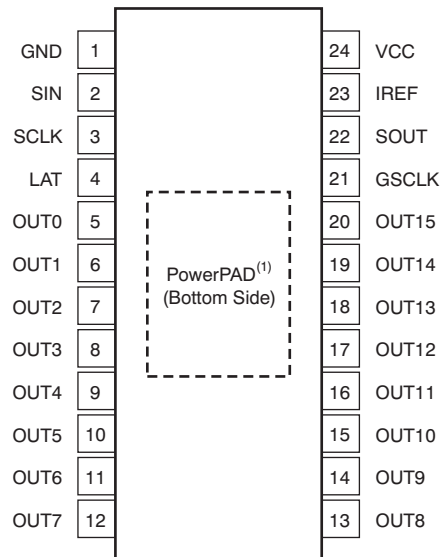 GND 1 24 VCC
SIN 2 23 IREF
SCLK 3 22 SOUT
LAT 4 21 GSCLK
OUT0 5 20 OUT15
OUT1 6 19 OUT14
PowerPAD(1)
(Bottom Side)
OUT2 7 18 OUT13
OUT3 8 17 OUT12
OUT4 9 16 OUT11
OUT5 10 15 OUT10
OUT6 11 14 OUT9
OUT7 12 13 OUT8